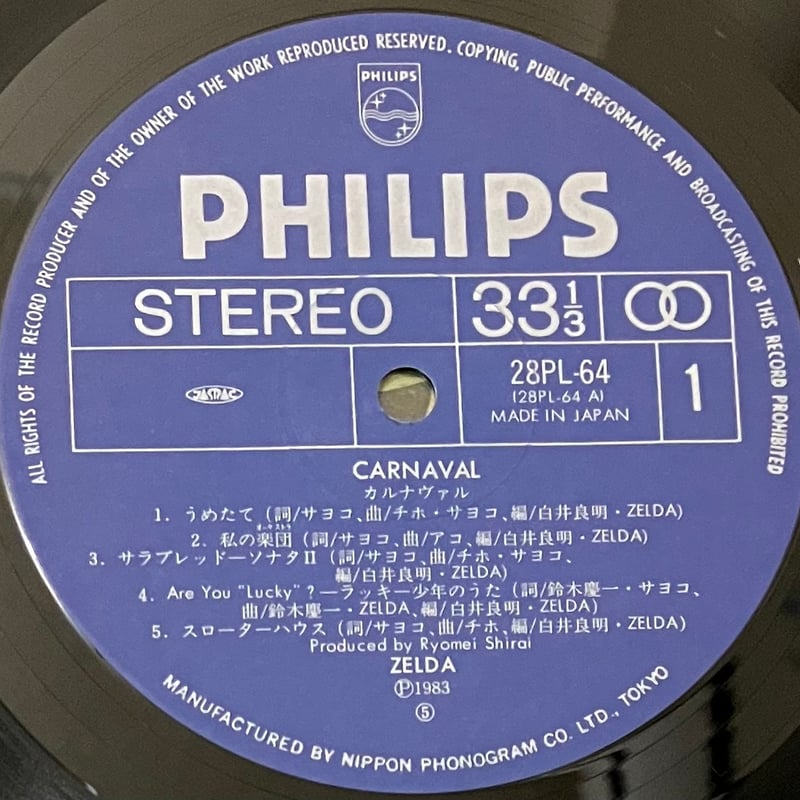 ALL RIGHTS OF THE RECORD PRODUCER AND OF THE OWNER OF THE WORK REPRODUCED RESERVED. COPYING, PUBLIC PERFORMANCE AND BROADCASTING OF THIS RECORD PROHIBITED
PHILIPS
PHILIPS
STEREO
33 1/3
JASRAC
28PL-64
(28PL-64 A)
MADE IN JAPAN
1
CARNAVAL
カルナヴァル
1. うめたて (詞/サヨコ、曲/チホ・サヨコ、編/白井良明・ZELDA)
オーケストラ
2. 私の楽団 (詞/サヨコ、曲/アコ、編/白井良明・ZELDA)
3. サラブレッド—ソナタII (詞/サヨコ、曲/チホ・サヨコ、
編/白井良明・ZELDA)
4. Are You "Lucky"?—ラッキー少年のうた (詞/鈴木慶一・サヨコ、
曲/鈴木慶一・ZELDA、編/白井良明・ZELDA)
5. スローターハウス (詞/サヨコ、曲/チホ、編/白井良明・ZELDA)
Produced by Ryomei Shirai
ZELDA
Ⓟ1983
⑤
MANUFACTURED BY NIPPON PHONOGRAM CO. LTD., TOKYO